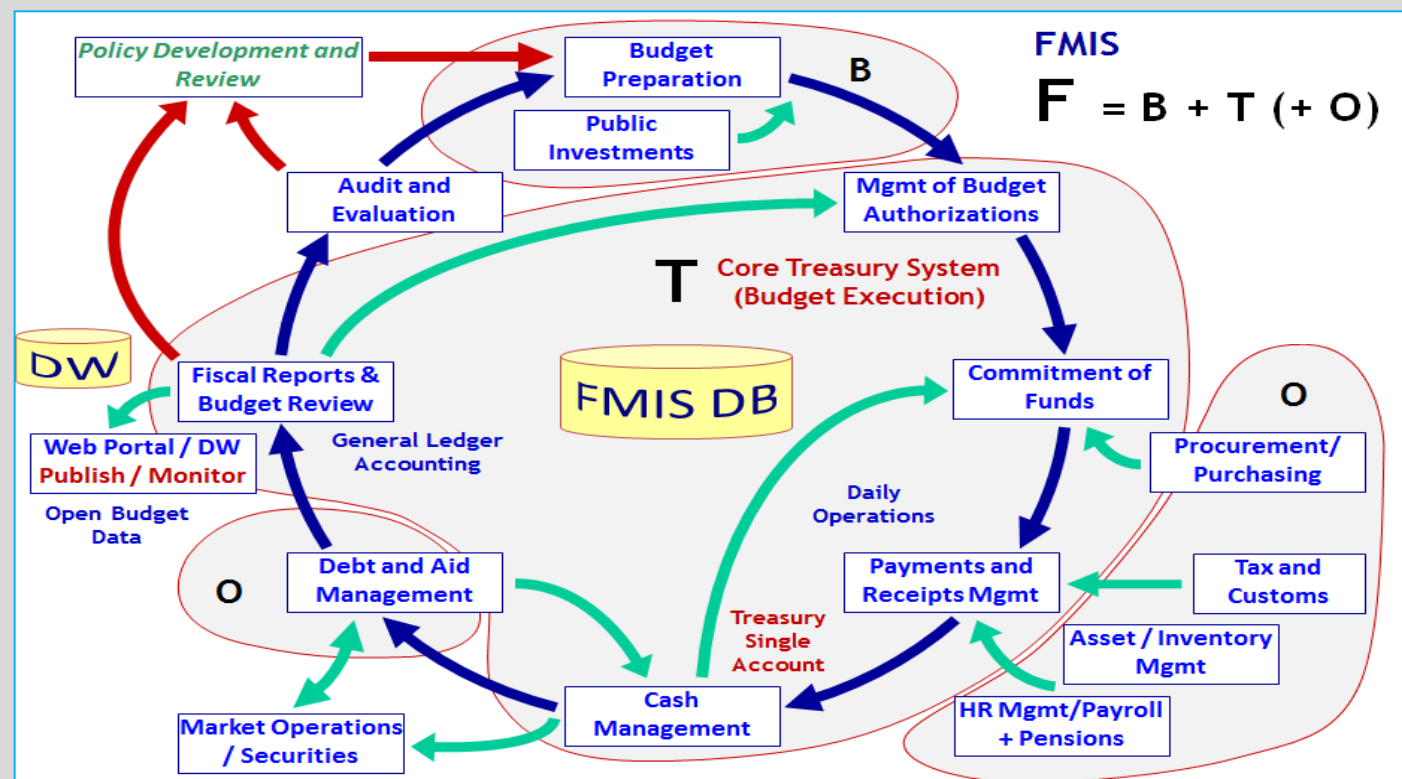 Policy Development and
Review
Budget
Preparation
B
FMIS
F = B + T (+ O)
Public
Investments
Audit and
Evaluation
Mgmt of Budget
Authorizations
T
Core Treasury System
(Budget Execution)
DW
Fiscal Reports &
Budget Review
FMIS DB
Commitment of
Funds
O
Web Portal / DW
Publish / Monitor
General Ledger
Accounting
Procurement/
Purchasing
Open Budget
Data
Daily
Operations
O
Debt and Aid
Management
Payments and
Receipts Mgmt
Tax and
Customs
Treasury
Single
Account
Asset / Inventory
Mgmt
Cash
Management
HR Mgmt/Payroll
+ Pensions
Market Operations
/ Securities